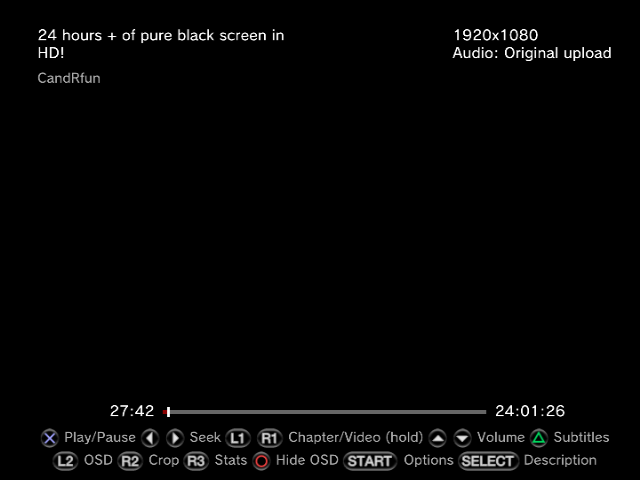 24 hours + of pure black screen in
HD!
CandRfun
1920x1080
Audio: Original upload
27:42
24:01:26
Play/Pause Seek L1 R1 Chapter/Video (hold) Volume Subtitles
L2 OSD R2 Crop R3 Stats Hide OSD START Options SELECT Description